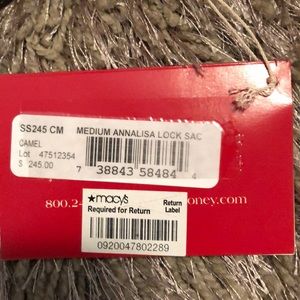 SS245 CM MEDIUM ANNALISA LOCK SAC
CAMEL
Lot 47512354
$ 245.00
7 38843 58484 4
800.2
oney.com
★macy's Return
Required for Return Label
0920047802289